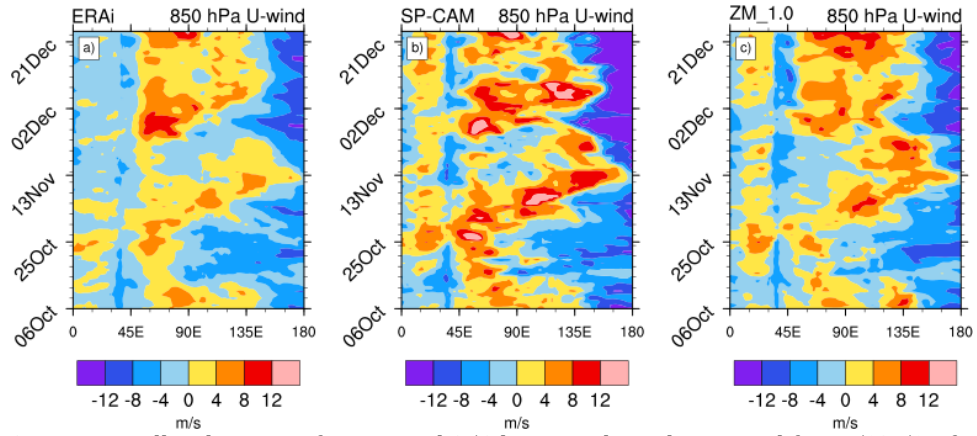 ERAi 850 hPa U-wind
a)
21Dec
02Dec
13Nov
25Oct
06Oct
0 45E 90E 135E 180
-12 -8 -4 0 4 8 12
m/s
SP-CAM 850 hPa U-wind
b)
21Dec
02Dec
13Nov
25Oct
06Oct
0 45E 90E 135E 180
-12 -8 -4 0 4 8 12
m/s
ZM_1.0 850 hPa U-wind
c)
21Dec
02Dec
13Nov
25Oct
06Oct
0 45E 90E 135E 180
-12 -8 -4 0 4 8 12
m/s